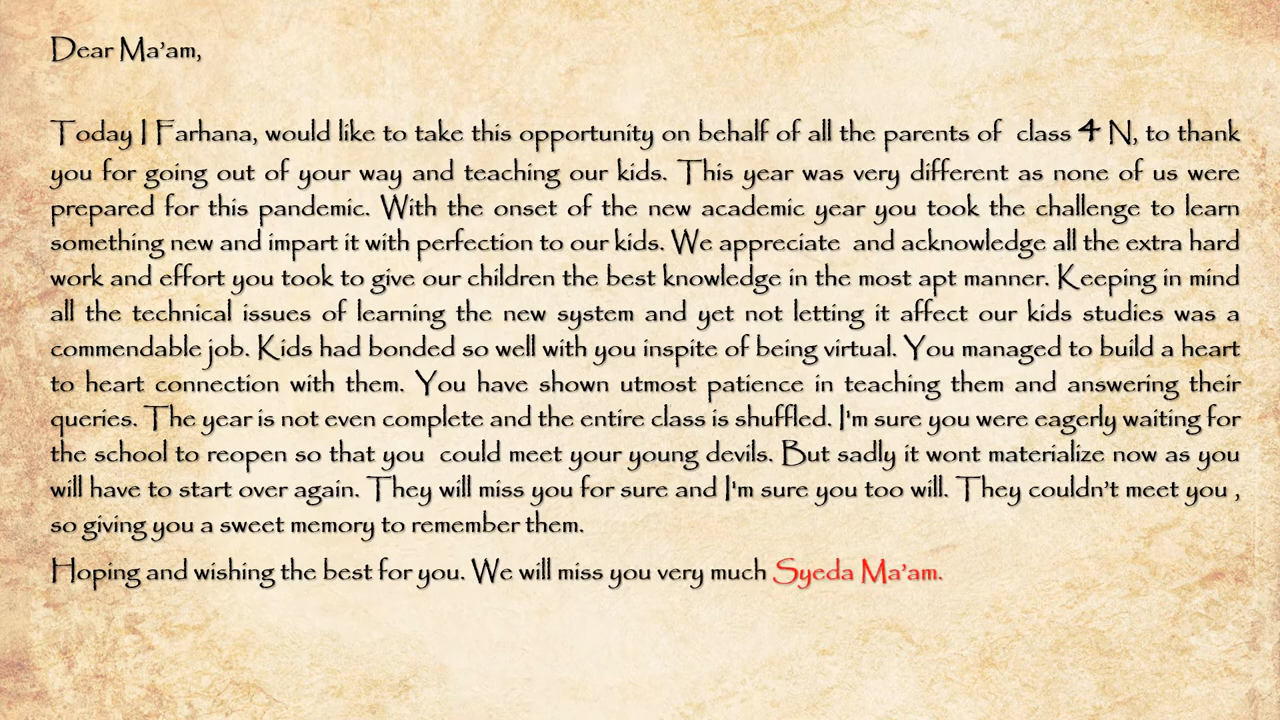 Dear Ma’am,
Today I Farhana, would like to take this opportunity on behalf of all the parents of class 4 N, to thank
you for going out of your way and teaching our kids. This year was very different as none of us were
prepared for this pandemic. With the onset of the new academic year you took the challenge to learn
something new and impart it with perfection to our kids. We appreciate and acknowledge all the extra hard
work and effort you took to give our children the best knowledge in the most apt manner. Keeping in mind
all the technical issues of learning the new system and yet not letting it affect our kids studies was a
commendable job. Kids had bonded so well with you inspite of being virtual. You managed to build a heart
to heart connection with them. You have shown utmost patience in teaching them and answering their
queries. The year is not even complete and the entire class is shuffled. I'm sure you were eagerly waiting for
the school to reopen so that you could meet your young devils. But sadly it wont materialize now as you
will have to start over again. They will miss you for sure and I'm sure you too will. They couldn’t meet you ,
so giving you a sweet memory to remember them.
Hoping and wishing the best for you. We will miss you very much Syeda Ma’am.